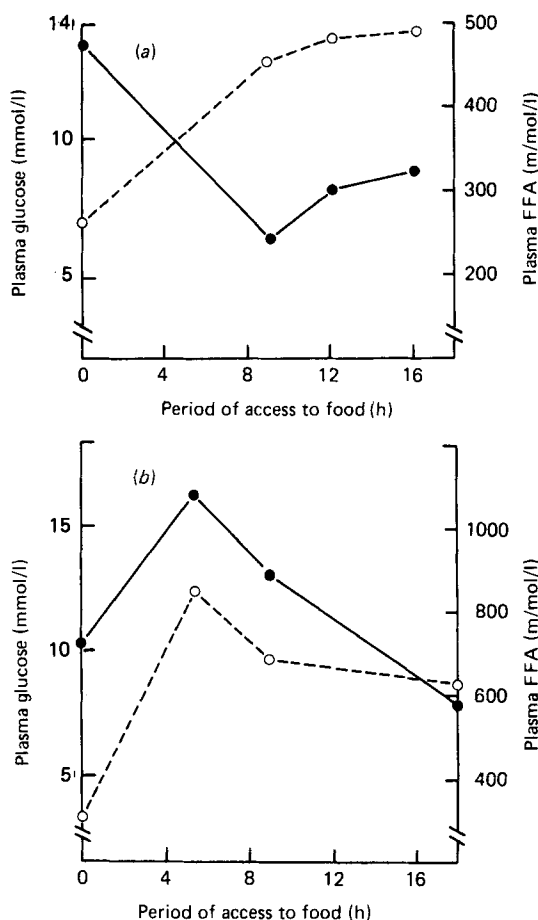 (a)
14
10
5
Plasma glucose (mmol/l)
500
400
300
200
Plasma FFA (m/mol/l)
0 4 8 12 16
Period of access to food (h)
(b)
15
10
5
Plasma glucose (mmol/l)
1000
800
600
400
Plasma FFA (m/mol/l)
0 4 8 12 16
Period of access to food (h)